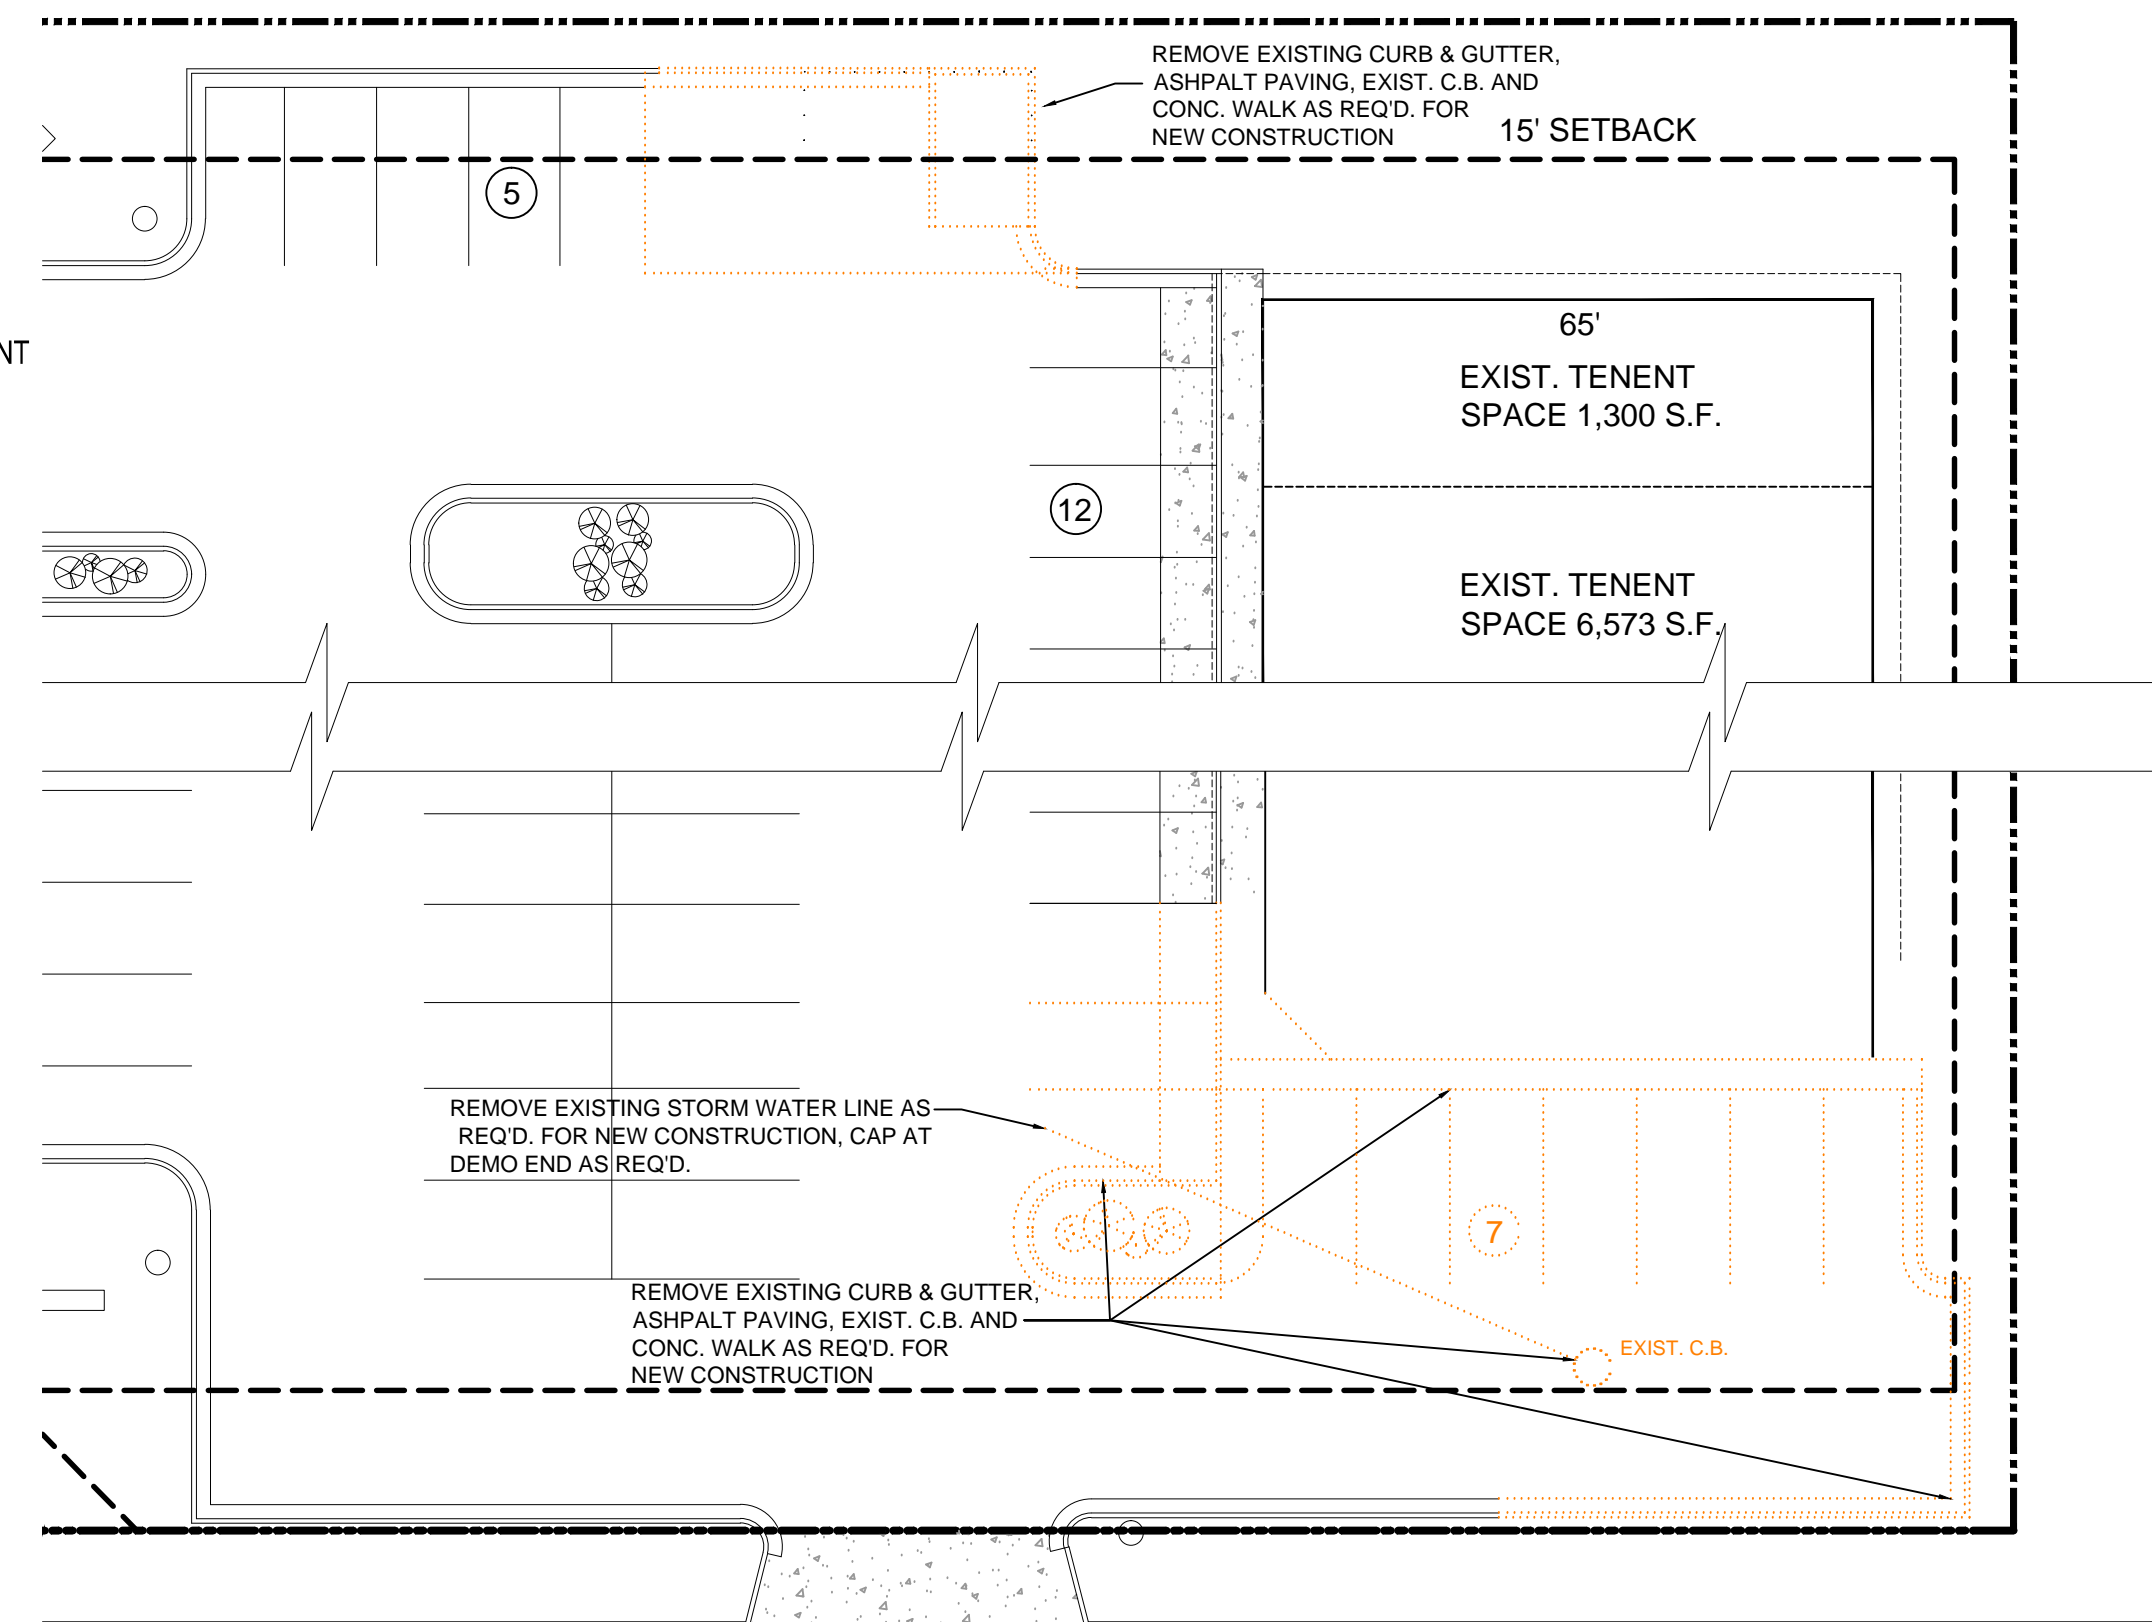 REMOVE EXISTING CURB & GUTTER,
ASHPALT PAVING, EXIST. C.B. AND
CONC. WALK AS REQ'D. FOR
NEW CONSTRUCTION
15' SETBACK
5
NT
65'
EXIST. TENENT
SPACE 1,300 S.F.
12
EXIST. TENENT
SPACE 6,573 S.F.
REMOVE EXISTING STORM WATER LINE AS
REQ'D. FOR NEW CONSTRUCTION, CAP AT
DEMO END AS REQ'D.
7
REMOVE EXISTING CURB & GUTTER,
ASHPALT PAVING, EXIST. C.B. AND
CONC. WALK AS REQ'D. FOR
NEW CONSTRUCTION
EXIST. C.B.